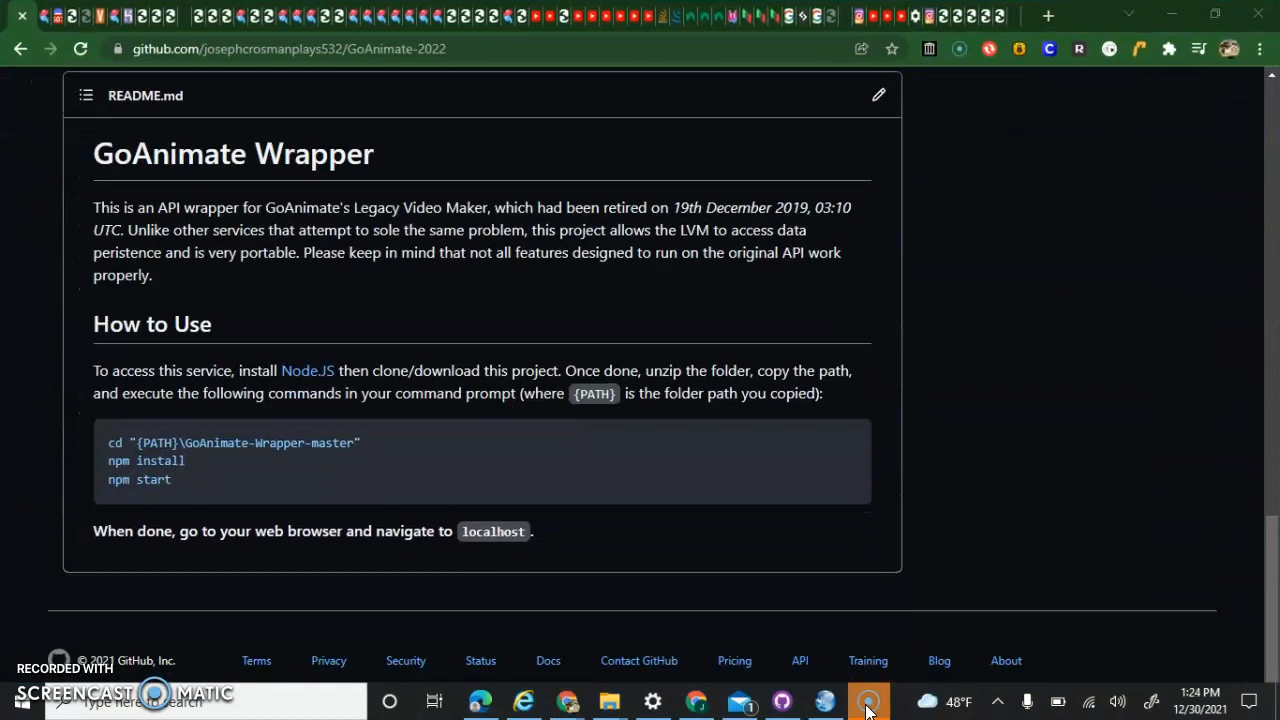 github.com/josephcrosmanplays532/GoAnimate-2022
README.md
GoAnimate Wrapper
This is an API wrapper for GoAnimate's Legacy Video Maker, which had been retired on 19th December 2019, 03:10
UTC. Unlike other services that attempt to sole the same problem, this project allows the LVM to access data
peristence and is very portable. Please keep in mind that not all features designed to run on the original API work
properly.
How to Use
To access this service, install Node.JS then clone/download this project. Once done, unzip the folder, copy the path,
and execute the following commands in your command prompt (where {PATH} is the folder path you copied):
cd "{PATH}\GoAnimate-Wrapper-master"
npm install
npm start
When done, go to your web browser and navigate to localhost.
© 2021 GitHub, Inc. Terms Privacy Security Status Docs Contact GitHub Pricing API Training Blog About
RECORDED WITH
SCREENCAST MATIC
Type here to search
1
48°F
1:24 PM
12/30/2021